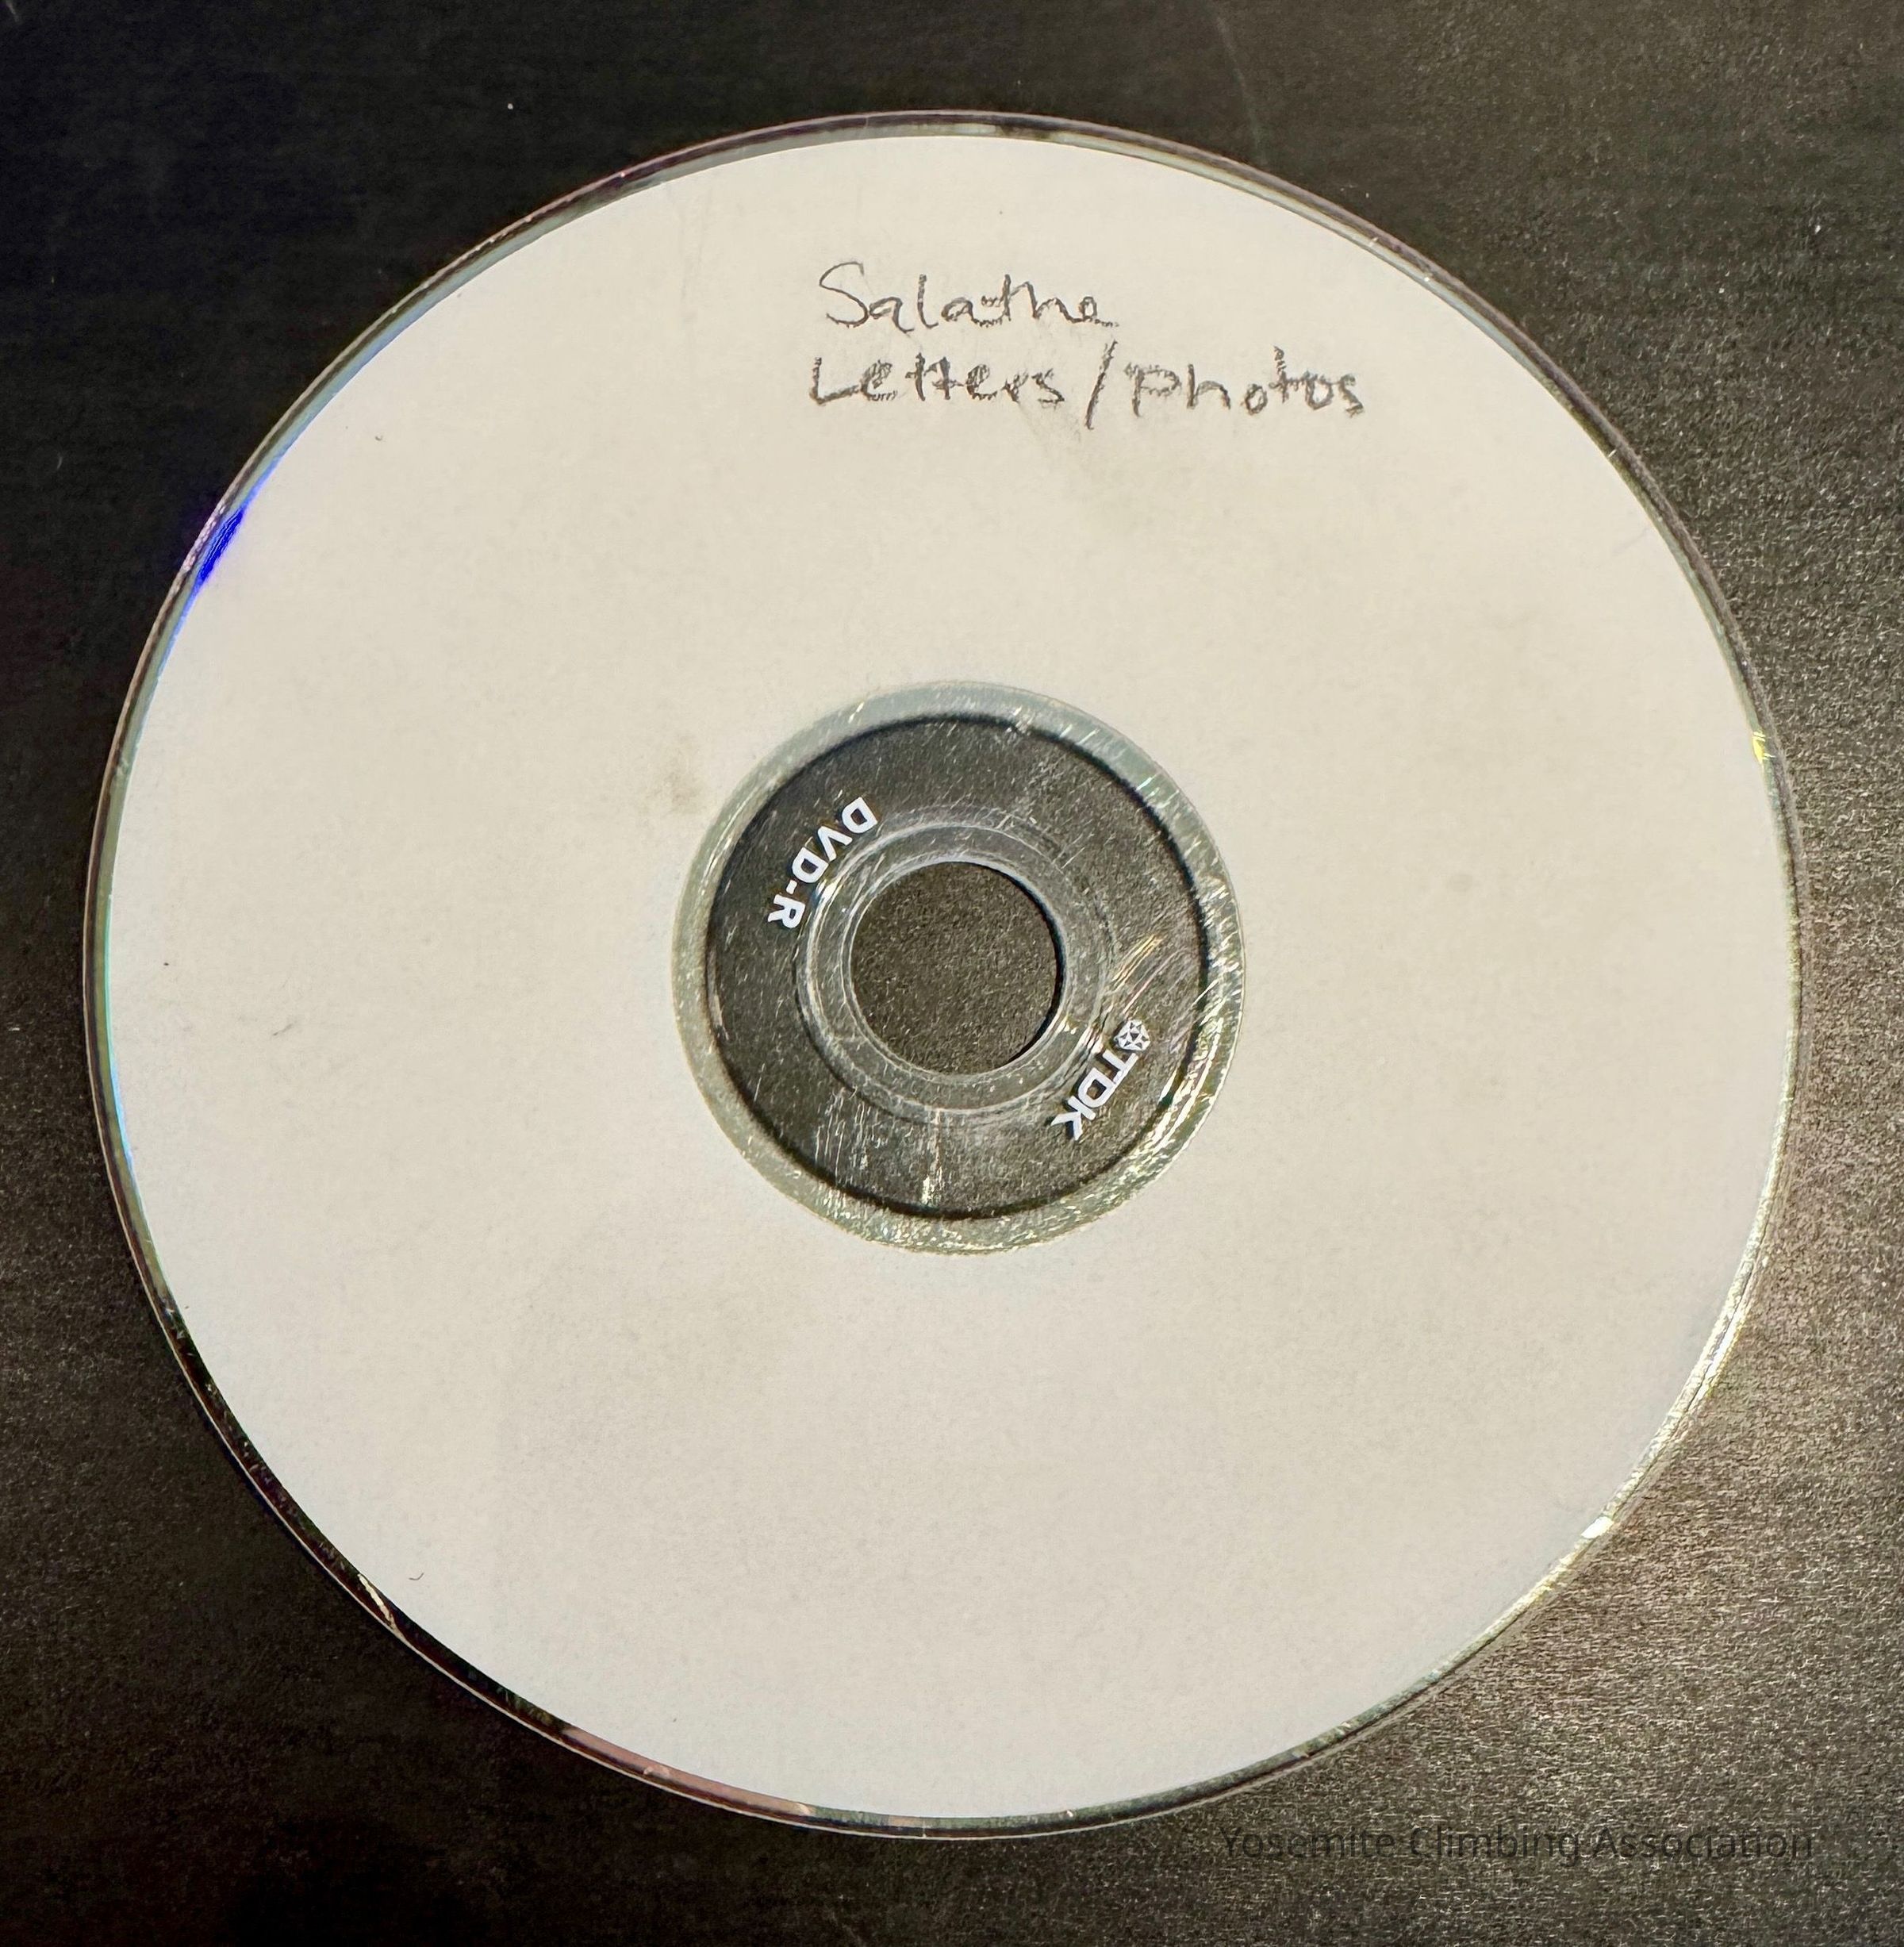 Salathe
Letters/Photos
DVD-R
TDK
Yosemite Climbing Association